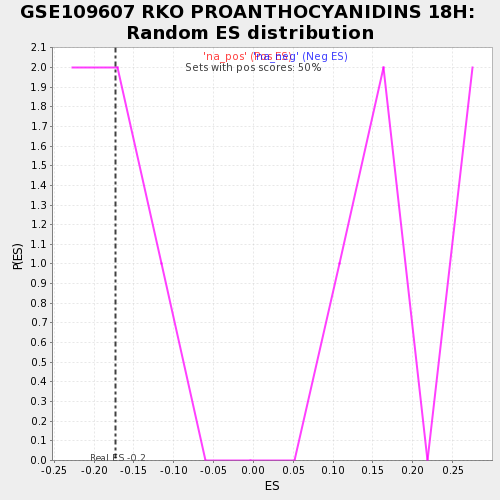 GSE109607 RKO PROANTHOCYANIDINS 18H:
Random ES distribution
'na_pos' (Pos ES) 'na_neg' (Neg ES)
Sets with pos scores: 50%
2.1
2.0
1.9
1.8
1.7
1.6
1.5
1.4
1.3
1.2
1.1
1.0
0.9
0.8
0.7
0.6
0.5
0.4
0.3
0.2
0.1
0.0
P(ES)
Real ES -0.2
-0.25 -0.20 -0.15 -0.10 -0.05 0.00 0.05 0.10 0.15 0.20 0.25
ES